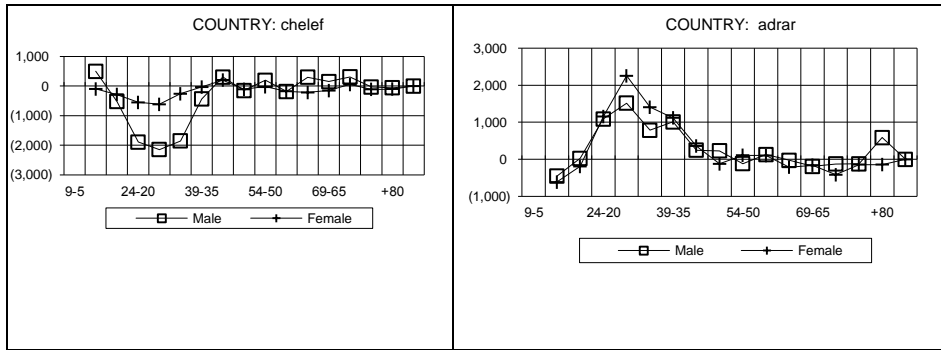 COUNTRY: chelef
1,000
0
(1,000)
(2,000)
(3,000)
9-5 24-20 39-35 54-50 69-65 +80
Male Female
COUNTRY: adrar
3,000
2,000
1,000
0
(1,000)
9-5 24-20 39-35 54-50 69-65 +80
Male Female